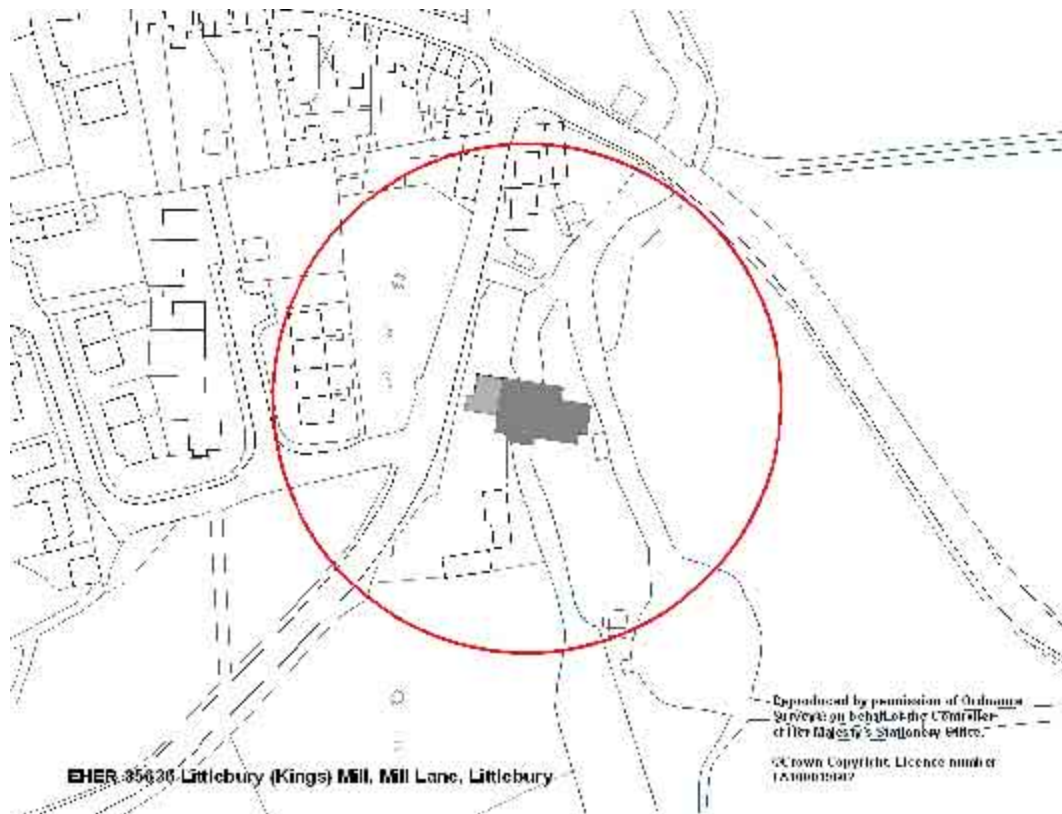 Reproduced by permission of Ordnance
Survey® on behalf of the Controller
of Her Majesty's Stationery Office.
©Crown Copyright. Licence number
EHER 35636 Littlebury (Kings) Mill, Mill Lane, Littlebury